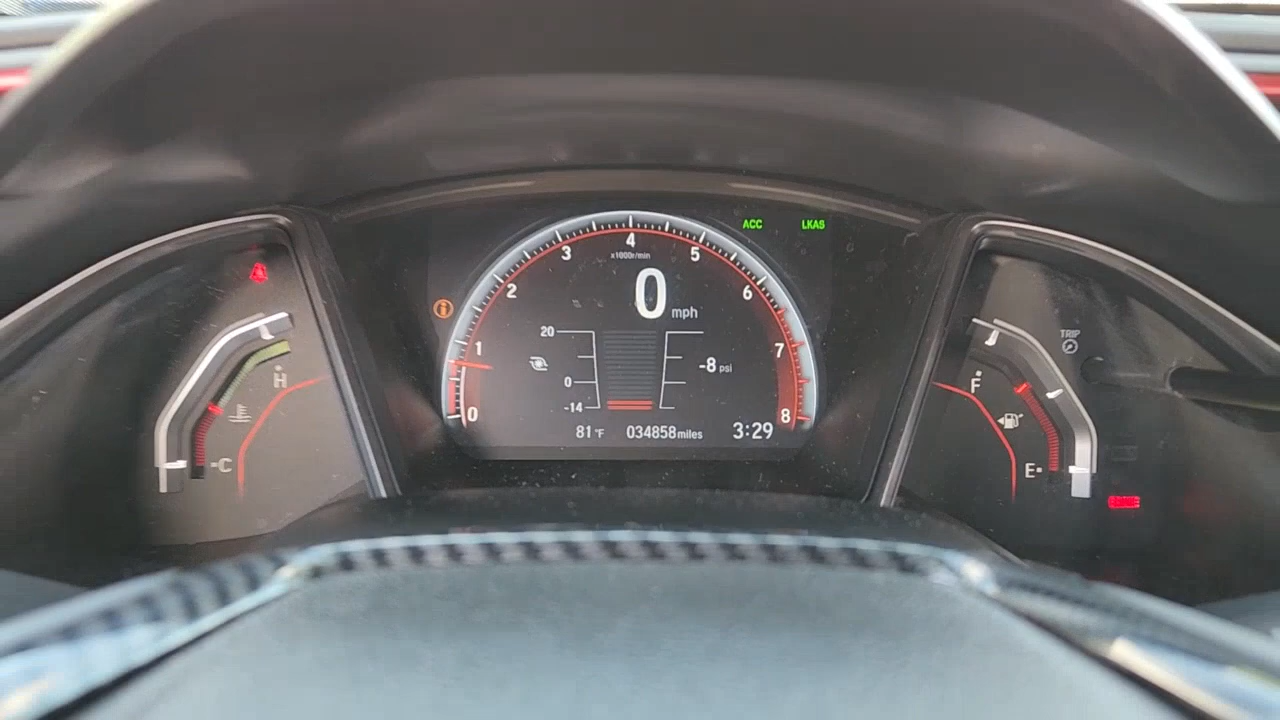 ACC LKAS
4
3 5
x1000r/min
2 6
0 mph
1 7
20
0
-14
-8 psi
0 8
81°F 034858 miles 3:29
H
C
TRIP
F
E